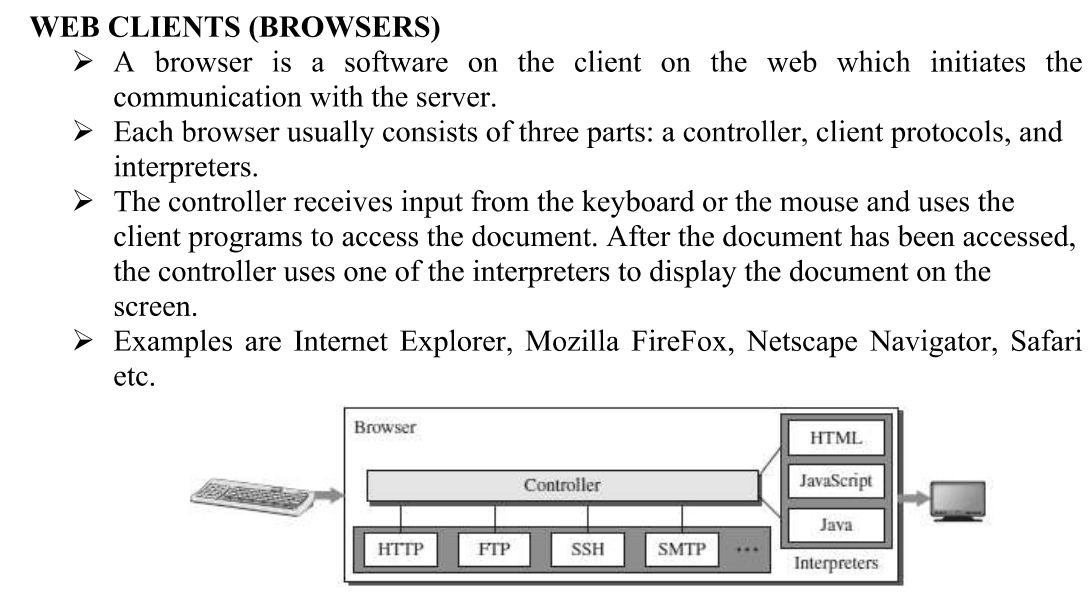 WEB CLIENTS (BROWSERS)
➢ A browser is a software on the client on the web which initiates the
communication with the server.
➢ Each browser usually consists of three parts: a controller, client protocols, and
interpreters.
➢ The controller receives input from the keyboard or the mouse and uses the
client programs to access the document. After the document has been accessed,
the controller uses one of the interpreters to display the document on the
screen.
➢ Examples are Internet Explorer, Mozilla FireFox, Netscape Navigator, Safari
etc.
Browser
Controller
HTTP FTP SSH SMTP ...
HTML
JavaScript
Java
Interpreters